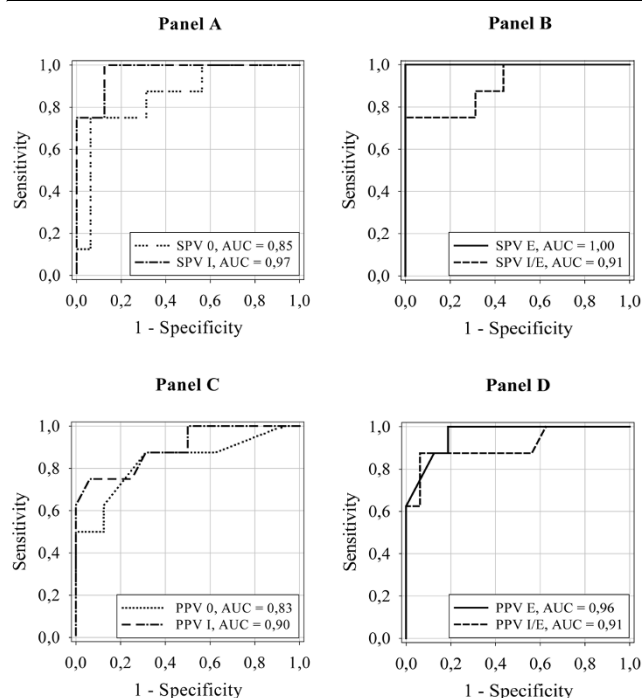 Panel A
1,0
0,8
0,6
0,4
0,2
0,0
Sensitivity
SPV 0, AUC = 0,85
SPV I, AUC = 0,97
0,0 0,2 0,4 0,6 0,8 1,0
1 - Specificity
Panel B
1,0
0,8
0,6
0,4
0,2
0,0
Sensitivity
SPV E, AUC = 1,00
SPV I/E, AUC = 0,91
0,0 0,2 0,4 0,6 0,8 1,0
1 - Specificity
Panel C
1,0
0,8
0,6
0,4
0,2
0,0
Sensitivity
PPV 0, AUC = 0,83
PPV I, AUC = 0,90
0,0 0,2 0,4 0,6 0,8 1,0
1 - Specificity
Panel D
1,0
0,8
0,6
0,4
0,2
0,0
Sensitivity
PPV E, AUC = 0,96
PPV I/E, AUC = 0,91
0,0 0,2 0,4 0,6 0,8 1,0
1 - Specificity